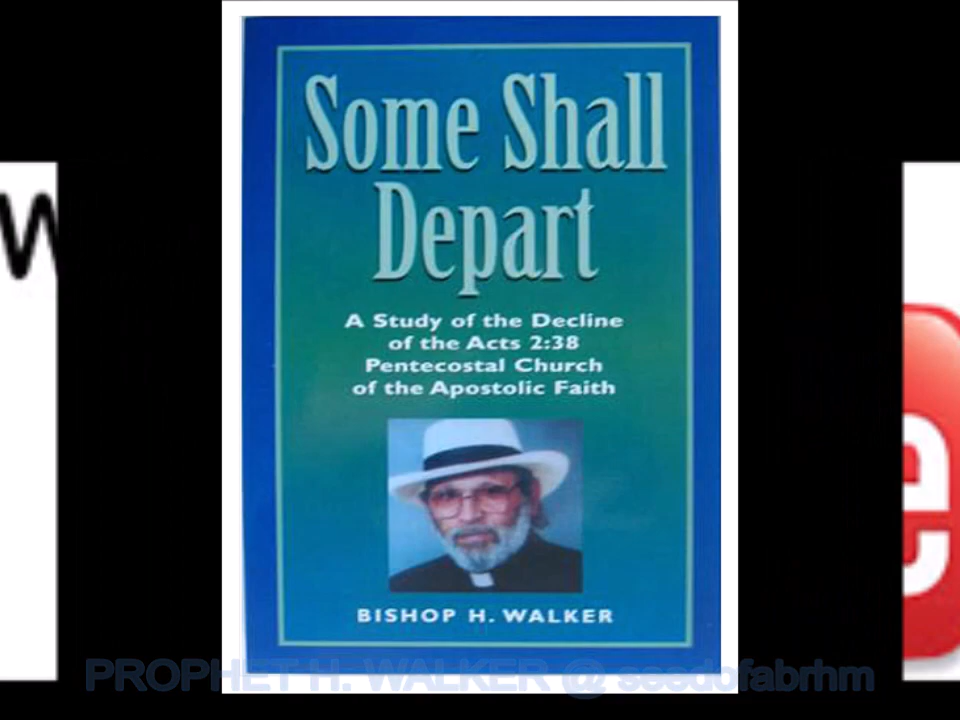 Some Shall
Depart
A Study of the Decline
of the Acts 2:38
Pentecostal Church
of the Apostolic Faith
BISHOP H. WALKER
PROPHET H. WALKER @ seedofabrhm
W
e